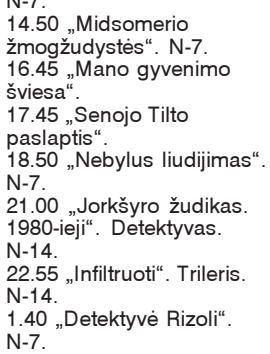 N-7.
14.50 „Midsomerio
žmogžudystės“. N-7.
16.45 „Mano gyvenimo
šviesa“.
17.45 „Senojo Tilto
paslaptis“.
18.50 „Nebylus liudijimas“.
N-7.
21.00 „Jorkšyro žudikas.
1980-ieji“. Detektyvas.
N-14.
22.55 „Infiltruoti“. Trileris.
N-14.
1.40 „Detektyvė Rizoli“.
N-7.